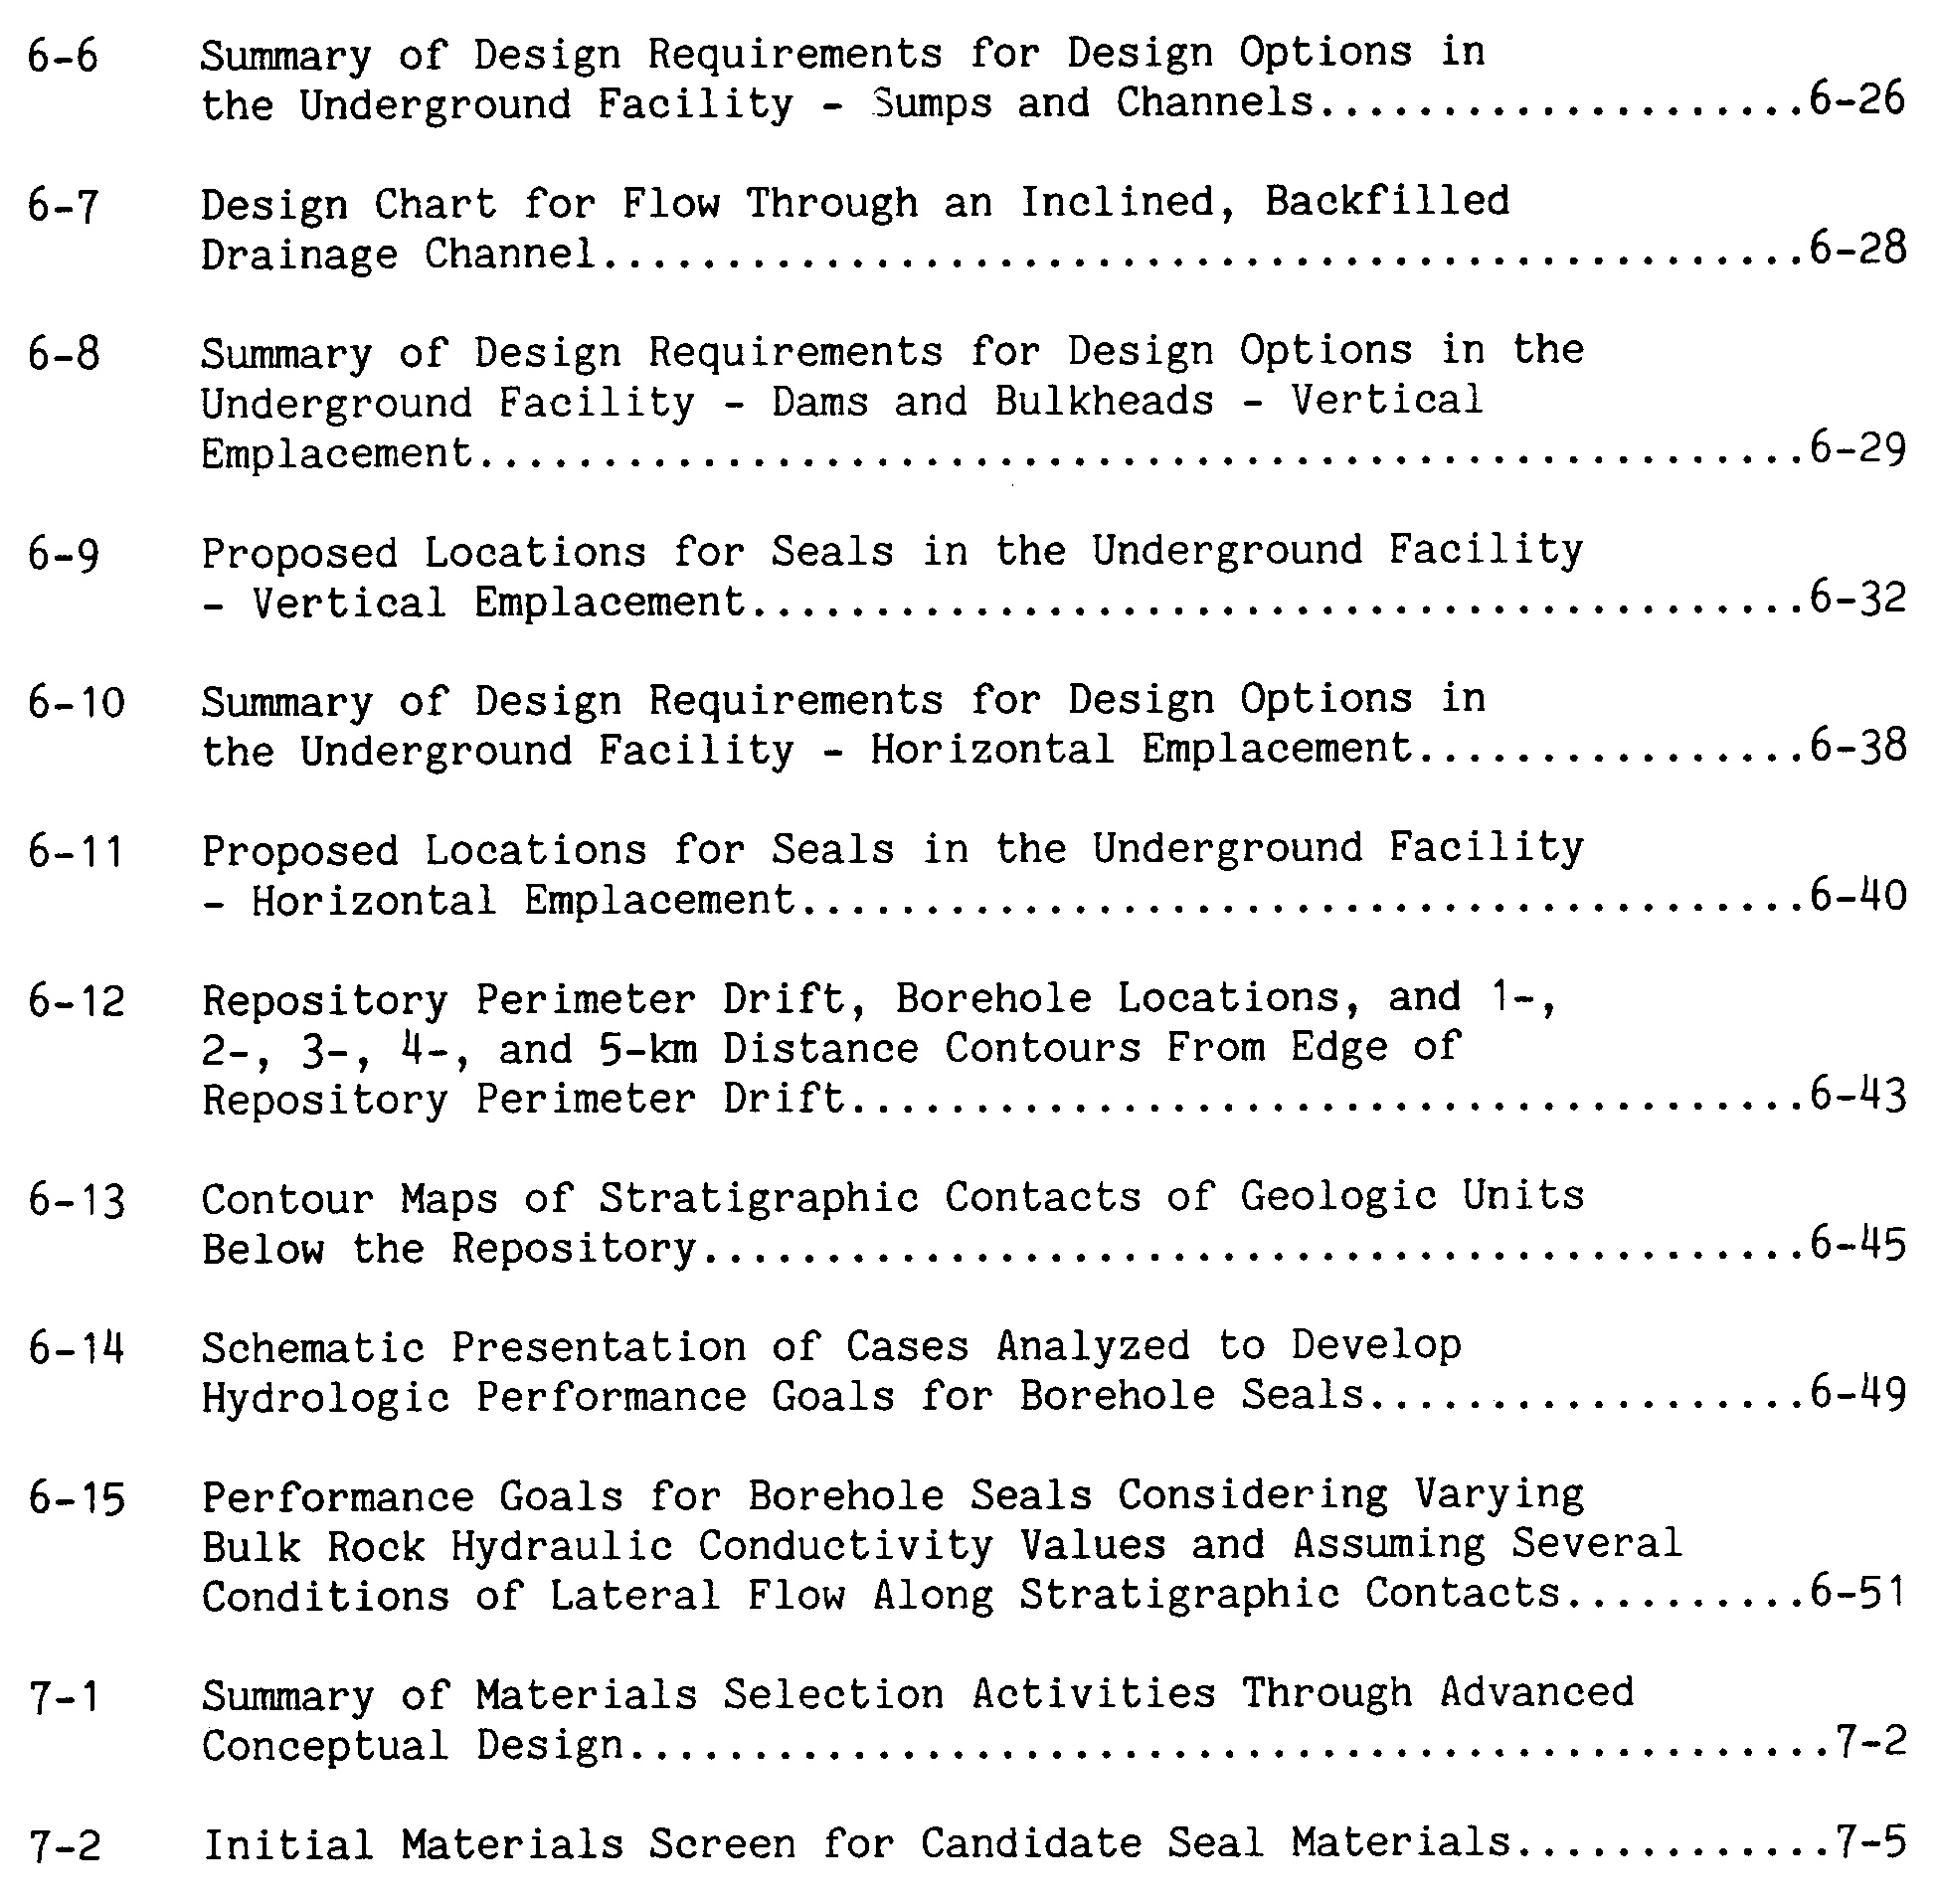 6-6 Summary of Design Requirements for Design Options in
the Underground Facility - Sumps and Channels....................6-26
6-7 Design Chart for Flow Through an Inclined, Backfilled
Drainage Channel.................................................6-28
6-8 Summary of Design Requirements for Design Options in the
Underground Facility - Dams and Bulkheads - Vertical
Emplacement......................................................6-29
6-9 Proposed Locations for Seals in the Underground Facility
- Vertical Emplacement...........................................6-32
6-10 Summary of Design Requirements for Design Options in
the Underground Facility - Horizontal Emplacement................6-38
6-11 Proposed Locations for Seals in the Underground Facility
- Horizontal Emplacement.........................................6-40
6-12 Repository Perimeter Drift, Borehole Locations, and 1-,
2-, 3-, 4-, and 5-km Distance Contours From Edge of
Repository Perimeter Drift.......................................6-43
6-13 Contour Maps of Stratigraphic Contacts of Geologic Units
Below the Repository.............................................6-45
6-14 Schematic Presentation of Cases Analyzed to Develop
Hydrologic Performance Goals for Borehole Seals..................6-49
6-15 Performance Goals for Borehole Seals Considering Varying
Bulk Rock Hydraulic Conductivity Values and Assuming Several
Conditions of Lateral Flow Along Stratigraphic Contacts..........6-51
7-1 Summary of Materials Selection Activities Through Advanced
Conceptual Design.................................................7-2
7-2 Initial Materials Screen for Candidate Seal Materials.............7-5